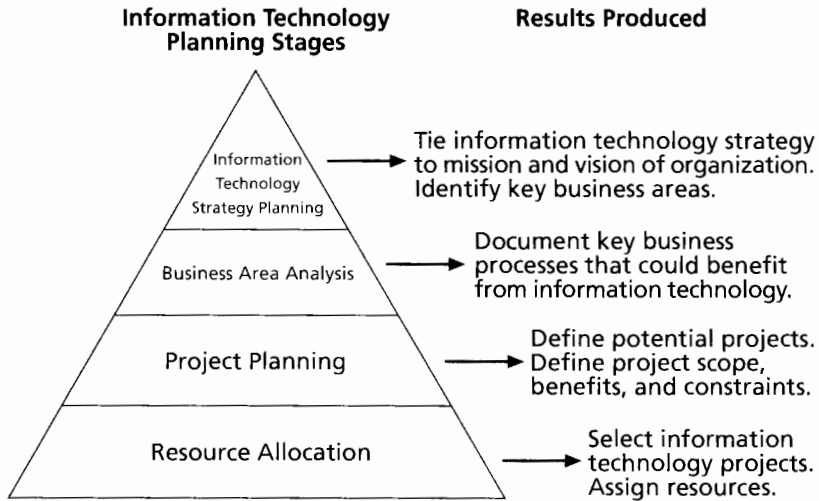 Information Technology
Planning Stages
Results Produced
Information
Technology
Strategy Planning
Tie information technology strategy
to mission and vision of organization.
Identify key business areas.
Business Area Analysis
Document key business
processes that could benefit
from information technology.
Project Planning
Define potential projects.
Define project scope,
benefits, and constraints.
Resource Allocation
Select information
technology projects.
Assign resources.